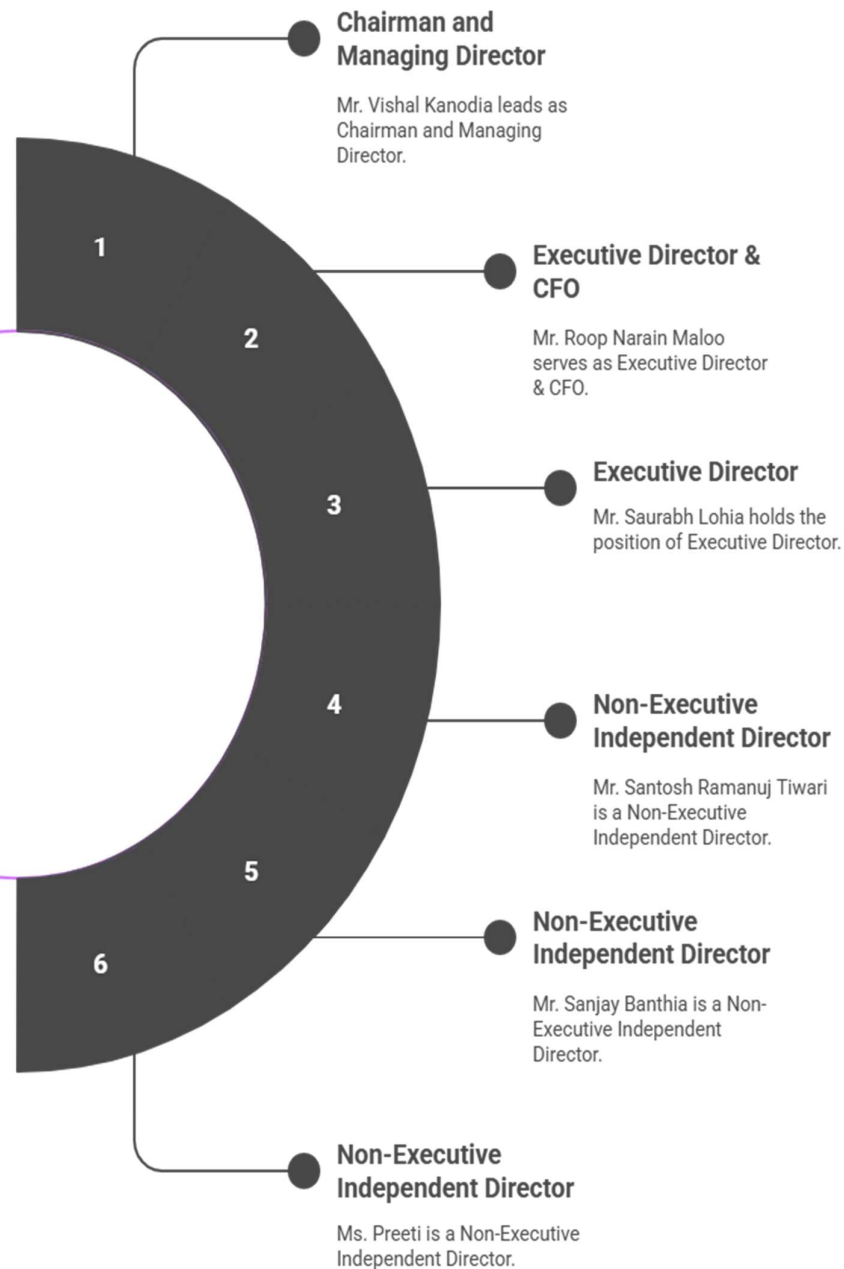 Chairman and
Managing Director
Mr. Vishal Kanodia leads as
Chairman and Managing
Director.
1
Executive Director &
CFO
2
Mr. Roop Narain Maloo
serves as Executive Director
& CFO.
Executive Director
3
Mr. Saurabh Lohia holds the
position of Executive Director.
4
Non-Executive
Independent Director
Mr. Santosh Ramanuj Tiwari
is a Non-Executive
Independent Director.
5
Non-Executive
Independent Director
6
Mr. Sanjay Banthia is a Non-
Executive Independent
Director.
Non-Executive
Independent Director
Ms. Preeti is a Non-Executive
Independent Director.